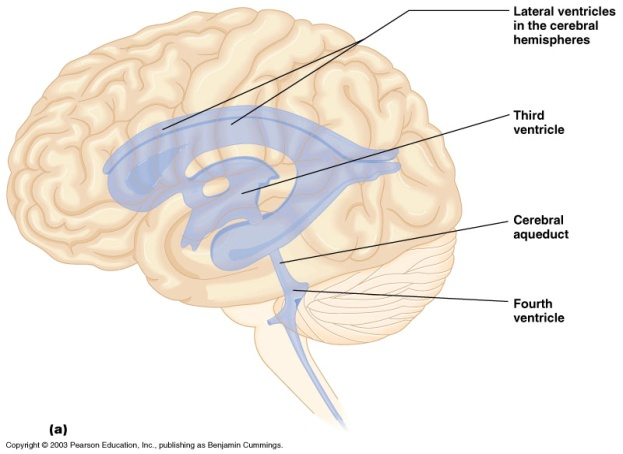 Lateral ventricles
in the cerebral
hemispheres
Third
ventricle
Cerebral
aqueduct
Fourth
ventricle
(a)
Copyright © 2003 Pearson Education, Inc., publishing as Benjamin Cummings.